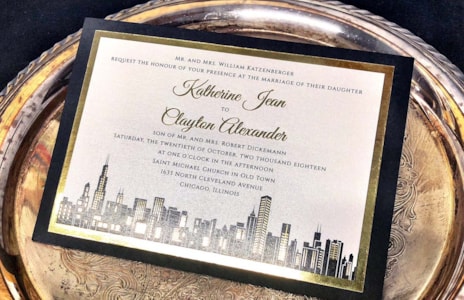 Mr. and Mrs. William Katzenberger
request the honour of your presence at the marriage of their daughter
Katherine Jean
to
Clayton Alexander
son of Mr. and Mrs. Robert Dickemann
Saturday, the twentieth of October, two thousand eighteen
at one o'clock in the afternoon
Saint Michael Church in Old Town
1633 North Cleveland Avenue
Chicago, Illinois